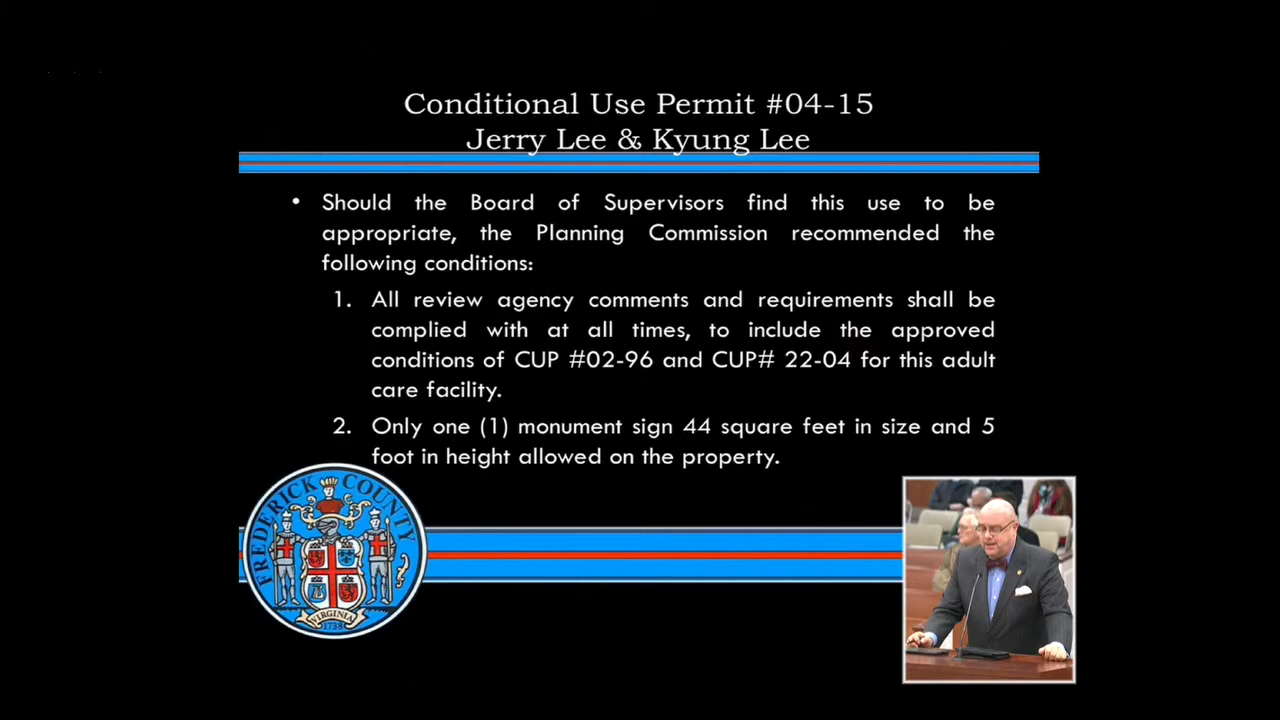 Conditional Use Permit #04-15
Jerry Lee & Kyung Lee
• Should the Board of Supervisors find this use to be
appropriate, the Planning Commission recommended the
following conditions:
1. All review agency comments and requirements shall be
complied with at all times, to include the approved
conditions of CUP #02-96 and CUP# 22-04 for this adult
care facility.
2. Only one (1) monument sign 44 square feet in size and 5
foot in height allowed on the property.
FREDERICK COUNTY
VIRGINIA
1738